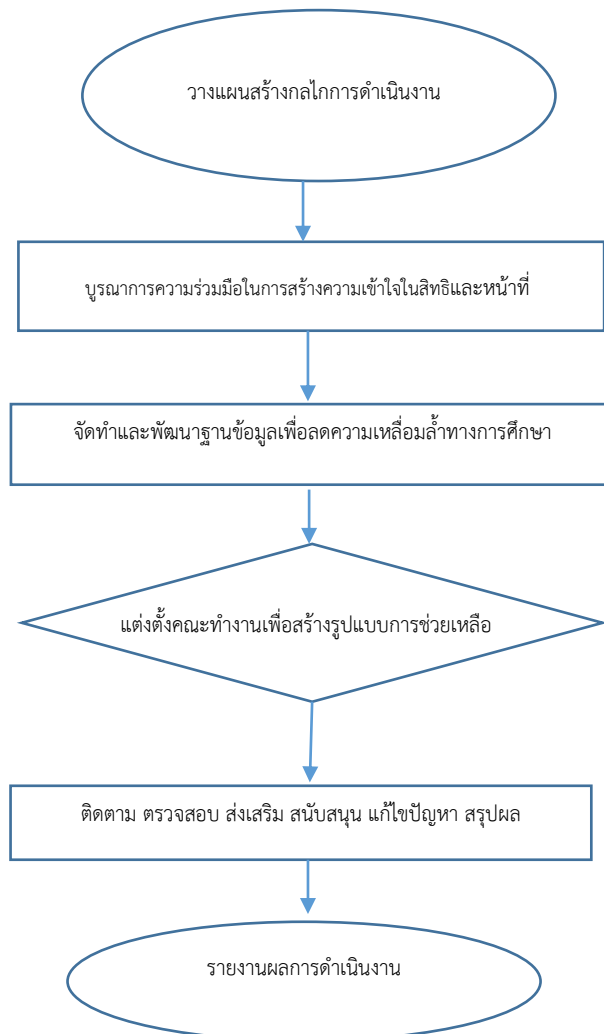 วางแผนสร้างกลไกการดำเนินงาน
บูรณาการความร่วมมือในการสร้างความเข้าใจในสิทธิและหน้าที่
จัดทำและพัฒนาฐานข้อมูลเพื่อลดความเหลื่อมล้ำทางการศึกษา
แต่งตั้งคณะทำงานเพื่อสร้างรูปแบบการช่วยเหลือ
ติดตาม ตรวจสอบ ส่งเสริม สนับสนุน แก้ไขปัญหา สรุปผล
รายงานผลการดำเนินงาน